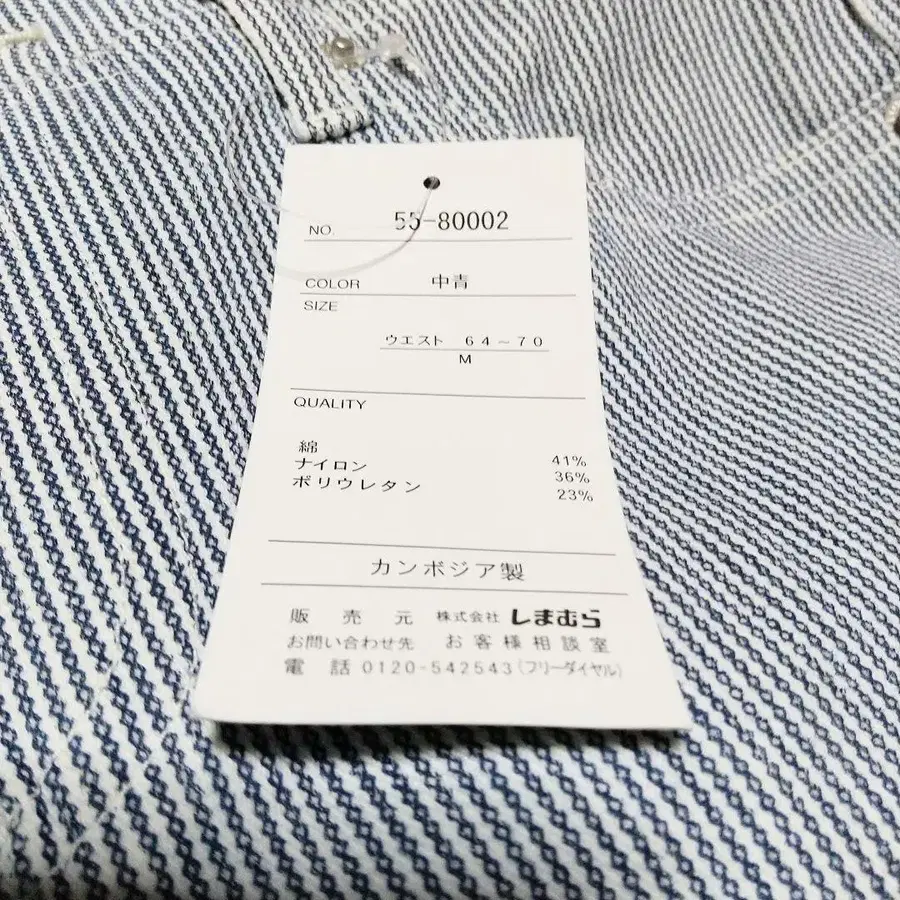 NO. 55-80002
COLOR 中青
SIZE
ウエスト 64~70
M
QUALITY
綿 41%
ナイロン 36%
ポリウレタン 23%
カンボジア製
販売元 株式会社 しまむら
お問い合わせ先 お客様相談室
電話 0120-542543(フリーダイヤル)